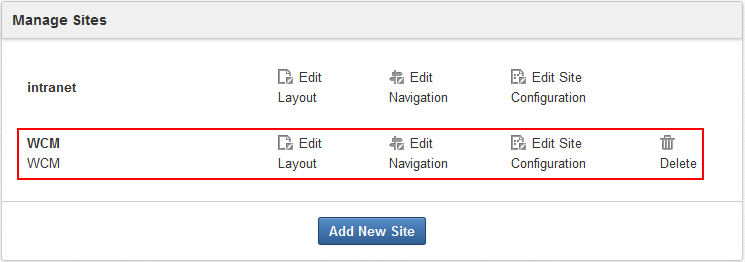 Manage Sites
intranet
Edit Layout
Edit Navigation
Edit Site Configuration
WCM
WCM
Edit Layout
Edit Navigation
Edit Site Configuration
Delete
Add New Site